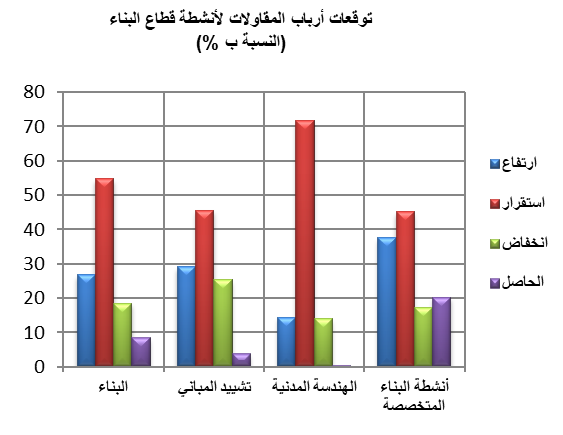 توقعات أرباب المقاولات لأنشطة قطاع البناء
(النسبة ب %)
80
70
60
50
40
30
20
10
0
ارتفاع
استقرار
انخفاض
الحاصل
البناء
تشييد المباني
الهندسة المدنية
أنشطة البناء
المتخصصة